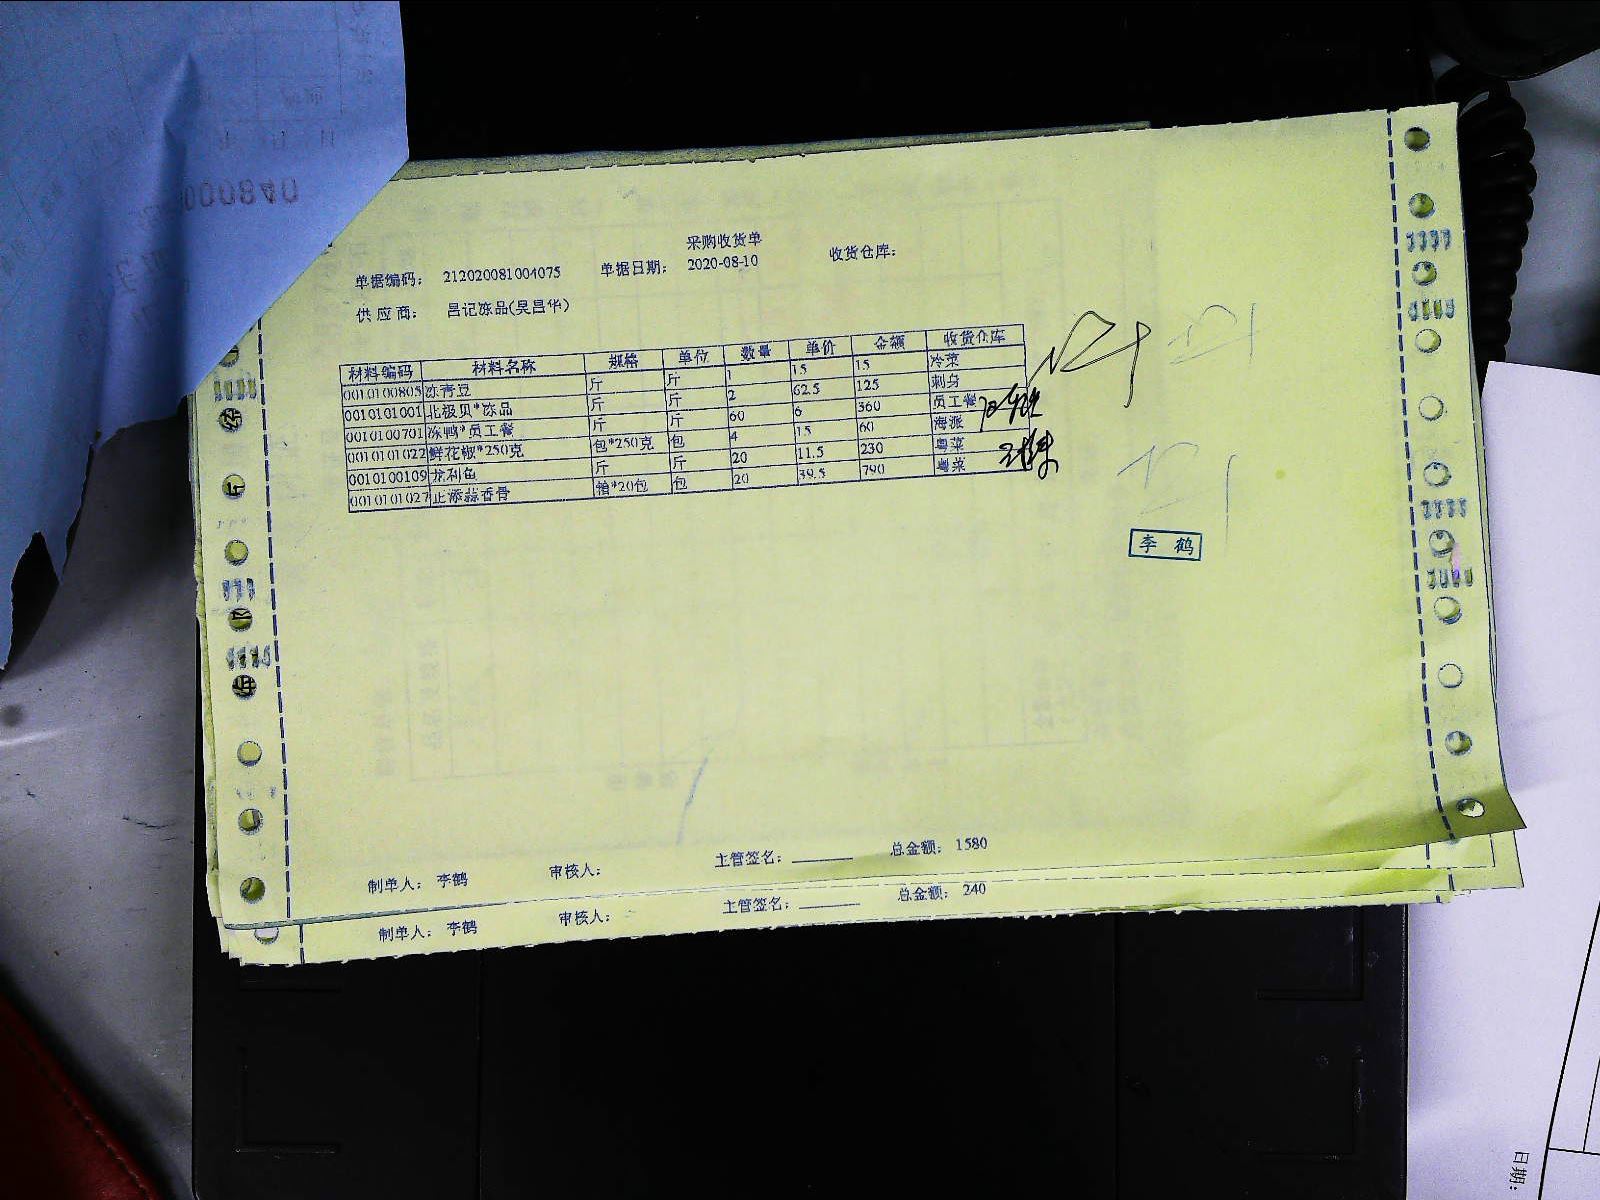 000840
采购收货单
单据编码： 212020081004075 单据日期： 2020-08-10 收货仓库：
供应商： 吕记冻品(吴昌华)
材料编码 材料名称 规格 单位 数量 单价 金额 收货仓库
0010100805 冻青豆 斤 斤 1 15 15 冷菜
0010101001 北极贝*冻品 斤 斤 2 62.5 125 刺身
0010100701 冻鸭*员工餐 斤 斤 60 6 360 员工餐
0010101022 鲜花椒*250克 包*250克 包 4 15 60 海派
0010100109 龙利鱼 斤 斤 20 11.5 230 粤菜
0010101027 正添蒜香骨 箱*20包 包 20 39.5 790 粤菜
李鹤
制单人： 李鹤 审核人： 主管签名： 总金额： 1580
制单人： 李鹤 审核人： 主管签名： 总金额： 240
日期：